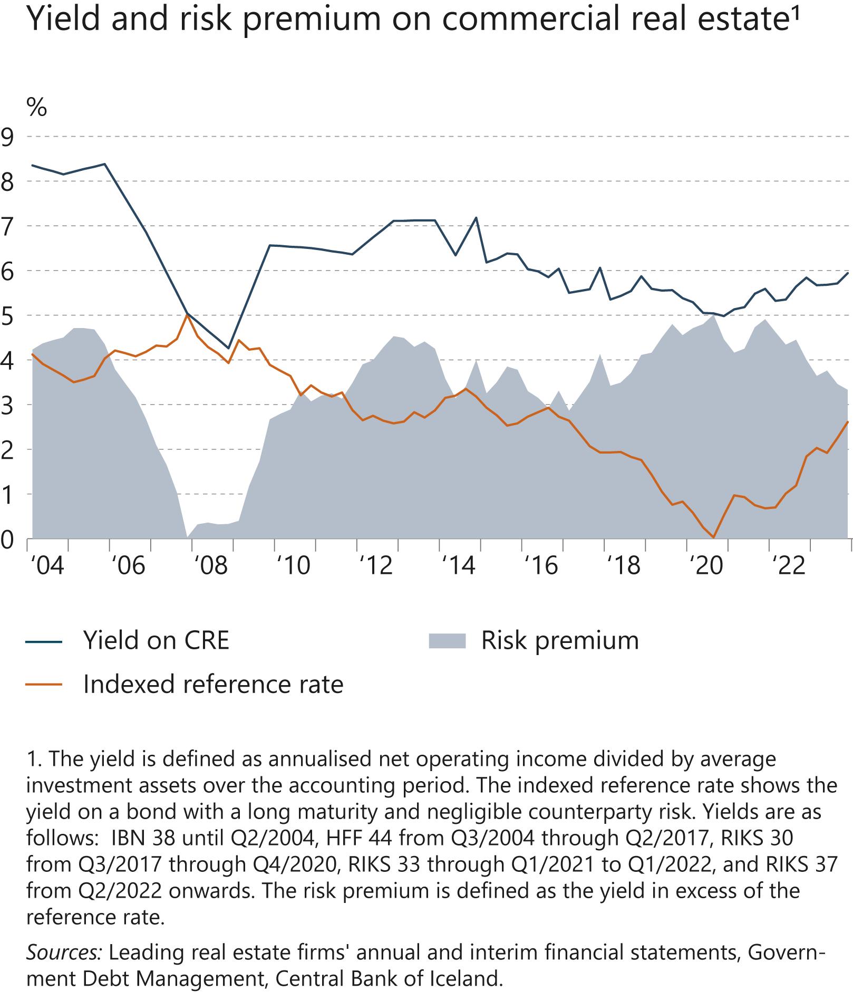 Yield and risk premium on commercial real estate¹
%
9
8
7
6
5
4
3
2
1
0
‘04 ‘06 ‘08 ‘10 ‘12 ‘14 ‘16 ‘18 ‘20 ‘22
Yield on CRE
Risk premium
Indexed reference rate
1. The yield is defined as annualised net operating income divided by average
investment assets over the accounting period. The indexed reference rate shows the
yield on a bond with a long maturity and negligible counterparty risk. Yields are as
follows:  IBN 38 until Q2/2004, HFF 44 from Q3/2004 through Q2/2017, RIKS 30
from Q3/2017 through Q4/2020, RIKS 33 through Q1/2021 to Q1/2022, and RIKS 37
from Q2/2022 onwards. The risk premium is defined as the yield in excess of the
reference rate.
Sources: Leading real estate firms' annual and interim financial statements, Govern-
ment Debt Management, Central Bank of Iceland.